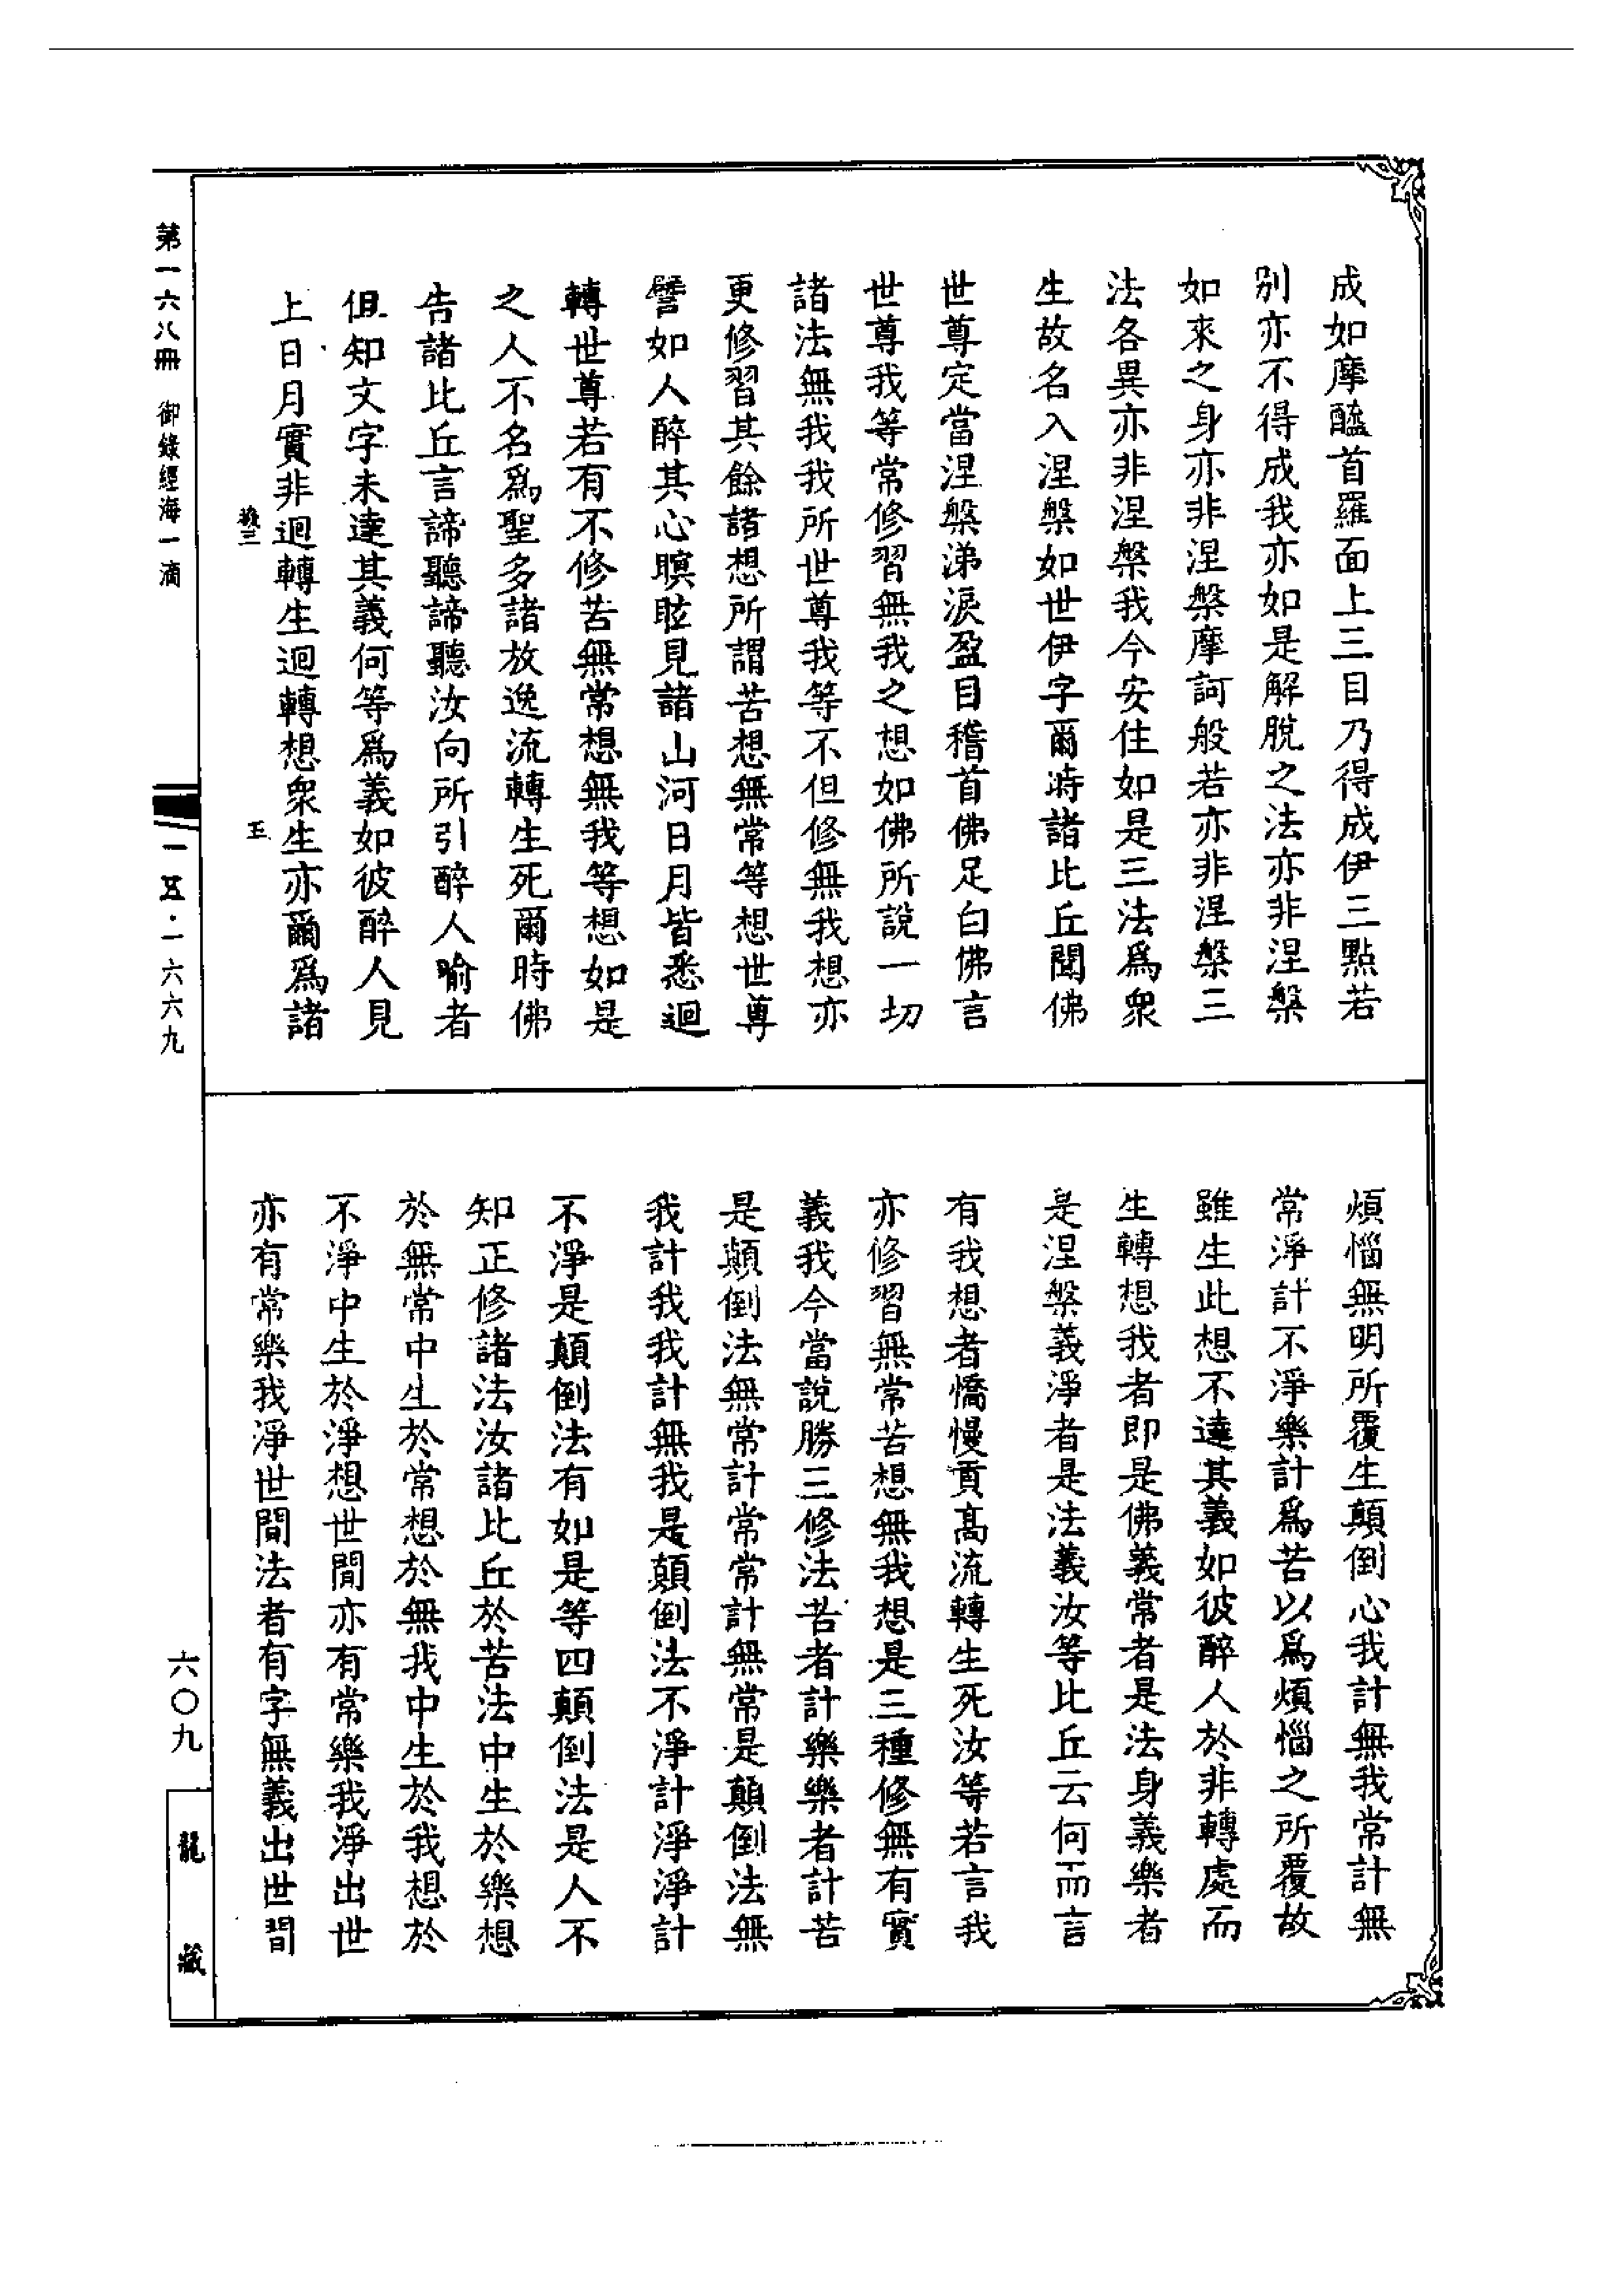 成如摩醯首羅面上三目乃得成伊三點若
別亦不得成我亦如是解脫之法亦非涅槃
如來之身亦非涅槃摩訶般若亦非涅槃三
法各異亦非涅槃我今安住如是三法爲衆
生故名入涅槃如世伊字爾時諸比丘聞佛
世尊定當涅槃涕淚盈目稽首佛足白佛言
世尊我等常修習無我之想如佛所說一切
諸法無我我所世尊我等不但修無我想亦
更修習其餘諸想所謂苦想無常等想世尊
譬如人醉其心瞑眩見諸山河日月皆悉迴
轉世尊若有不修苦無常想無我等想如是
之人不名爲聖多諸放逸流轉生死爾時佛
告諸比丘言諦聽諦聽汝向所引醉人喻者
但知文字未達其義何等爲義如彼醉人見
上日月實非迴轉生迴轉想衆生亦爾爲諸
煩惱無明所覆生顛倒心我計無我常計無
常淨計不淨樂計爲苦以爲煩惱之所覆故
雖生此想不達其義如彼醉人於非轉處而
生轉想我者即是佛義常者是法身義樂者
是涅槃義淨者是法義汝等比丘云何而言
有我想者憍慢貢高流轉生死汝等若言我
亦修習無常苦想無我想是三種修無有實
義我今當說勝三修法苦者計樂樂者計苦
是顛倒法無常計常常計無常是顛倒法無
我計我我計無我是顛倒法不淨計淨淨計
不淨是顛倒法有如是等四顛倒法是人不
知正修諸法汝諸比丘於苦法中生於樂想
於無常中生於常想於無我中生於我想於
不淨中生於淨想世間亦有常樂我淨出世
亦有常樂我淨世間法者有字無義出世間
第一六八冊 御錄經海一滴
一五·一六六九
六〇九
龍藏